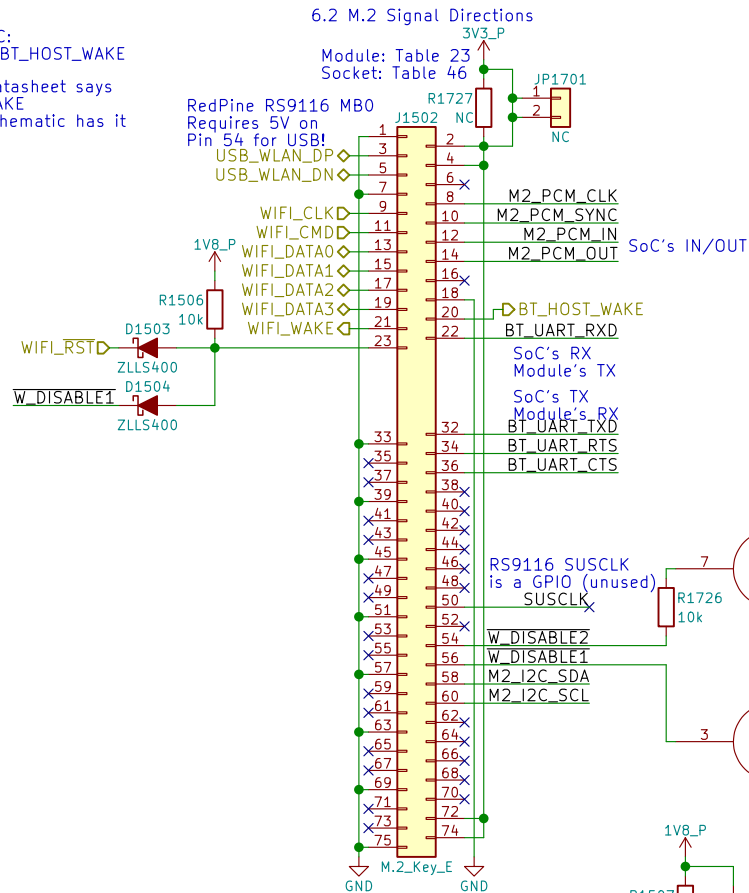 6.2 M.2 Signal Directions
C:
BT_HOST_WAKE
3V3_P
Module: Table 23
Socket: Table 46
atasheet says
AKE
hematic has it
RedPine RS9116 MB0
Requires 5V on
Pin 54 for USB!
R1727
NC
JP1701
1
2
NC
J1502
1
USB_WLAN_DP 3
USB_WLAN_DN 5
7
WIFI_CLK 9
WIFI_CMD 11
WIFI_DATA0 13
WIFI_DATA1 15
WIFI_DATA2 17
WIFI_DATA3 19
WIFI_WAKE 21
23
33
35
37
39
41
43
45
47
49
51
53
55
57
59
61
63
65
67
69
71
73
75
2
4
6
8 M2_PCM_CLK
10 M2_PCM_SYNC
12 M2_PCM_IN
14 M2_PCM_OUT
SoC's IN/OUT
16
18
20 BT_HOST_WAKE
22 BT_UART_RXD
SoC's RX
Module's TX
SoC's TX
Module's RX
32 BT_UART_TXD
34 BT_UART_RTS
36 BT_UART_CTS
38
40
42
44
46
48
RS9116 SUSCLK
is a GPIO (unused)
50 SUSCLK
52
54 W_DISABLE2
56 W_DISABLE1
58 M2_I2C_SDA
60 M2_I2C_SCL
62
64
66
68
70
72
74
1V8_P
R1506
10k
D1503
WIFI_RST
ZLLS400
D1504
W_DISABLE1
ZLLS400
7
R1726
10k
3
M.2_Key_E
GND
GND
1V8_P